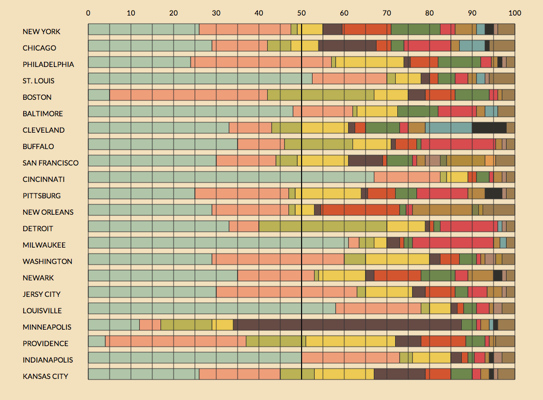 0 10 20 30 40 50 60 70 80 90 100
NEW YORK
CHICAGO
PHILADELPHIA
ST. LOUIS
BOSTON
BALTIMORE
CLEVELAND
BUFFALO
SAN FRANCISCO
CINCINNATI
PITTSBURG
NEW ORLEANS
DETROIT
MILWAUKEE
WASHINGTON
NEWARK
JERSY CITY
LOUISVILLE
MINNEAPOLIS
PROVIDENCE
INDIANAPOLIS
KANSAS CITY